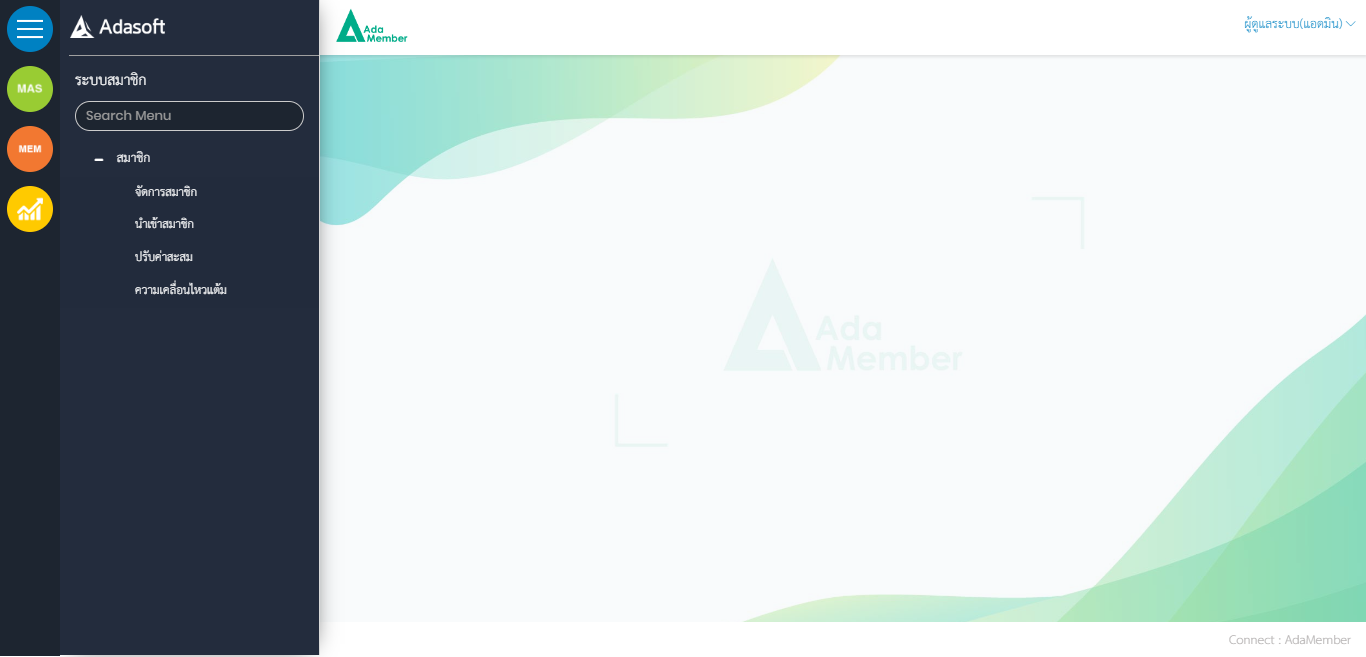 Adasoft
Ada
Member
ผู้ดูแลระบบ(แอดมิน)
MAS
MEM
ระบบสมาชิก
Search Menu
สมาชิก
จัดการสมาชิก
นำเข้าสมาชิก
ปรับค่าสะสม
ความเคลื่อนไหวแต้ม
Ada
Member
Connect : AdaMember